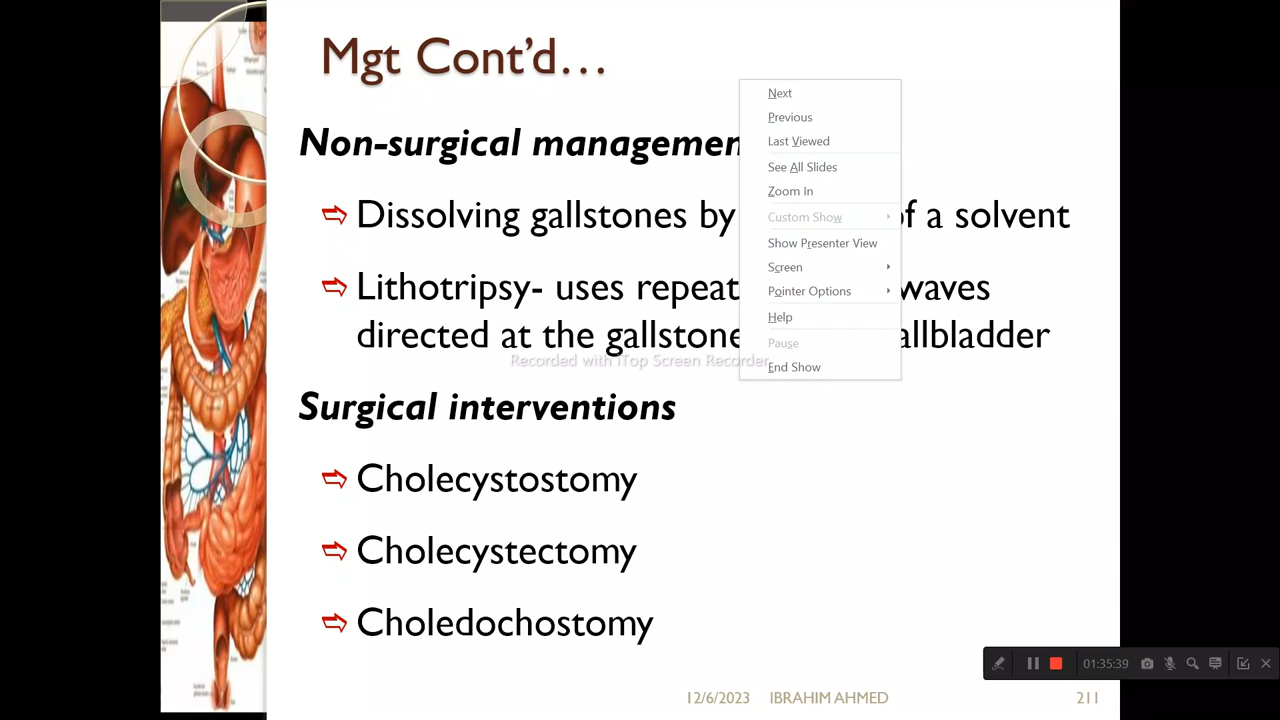 Mgt Cont'd...
Non-surgical managemen
Dissolving gallstones by of a solvent
Lithotripsy- uses repeat waves
directed at the gallstone allbladder
Surgical interventions
Cholecystostomy
Cholecystectomy
Choledochostomy
Next
Previous
Last Viewed
See All Slides
Zoom In
Custom Show
Show Presenter View
Screen
Pointer Options
Help
Pause
End Show
Recorded with iTop Screen Recorder
01:35:39
12/6/2023 IBRAHIM AHMED 211